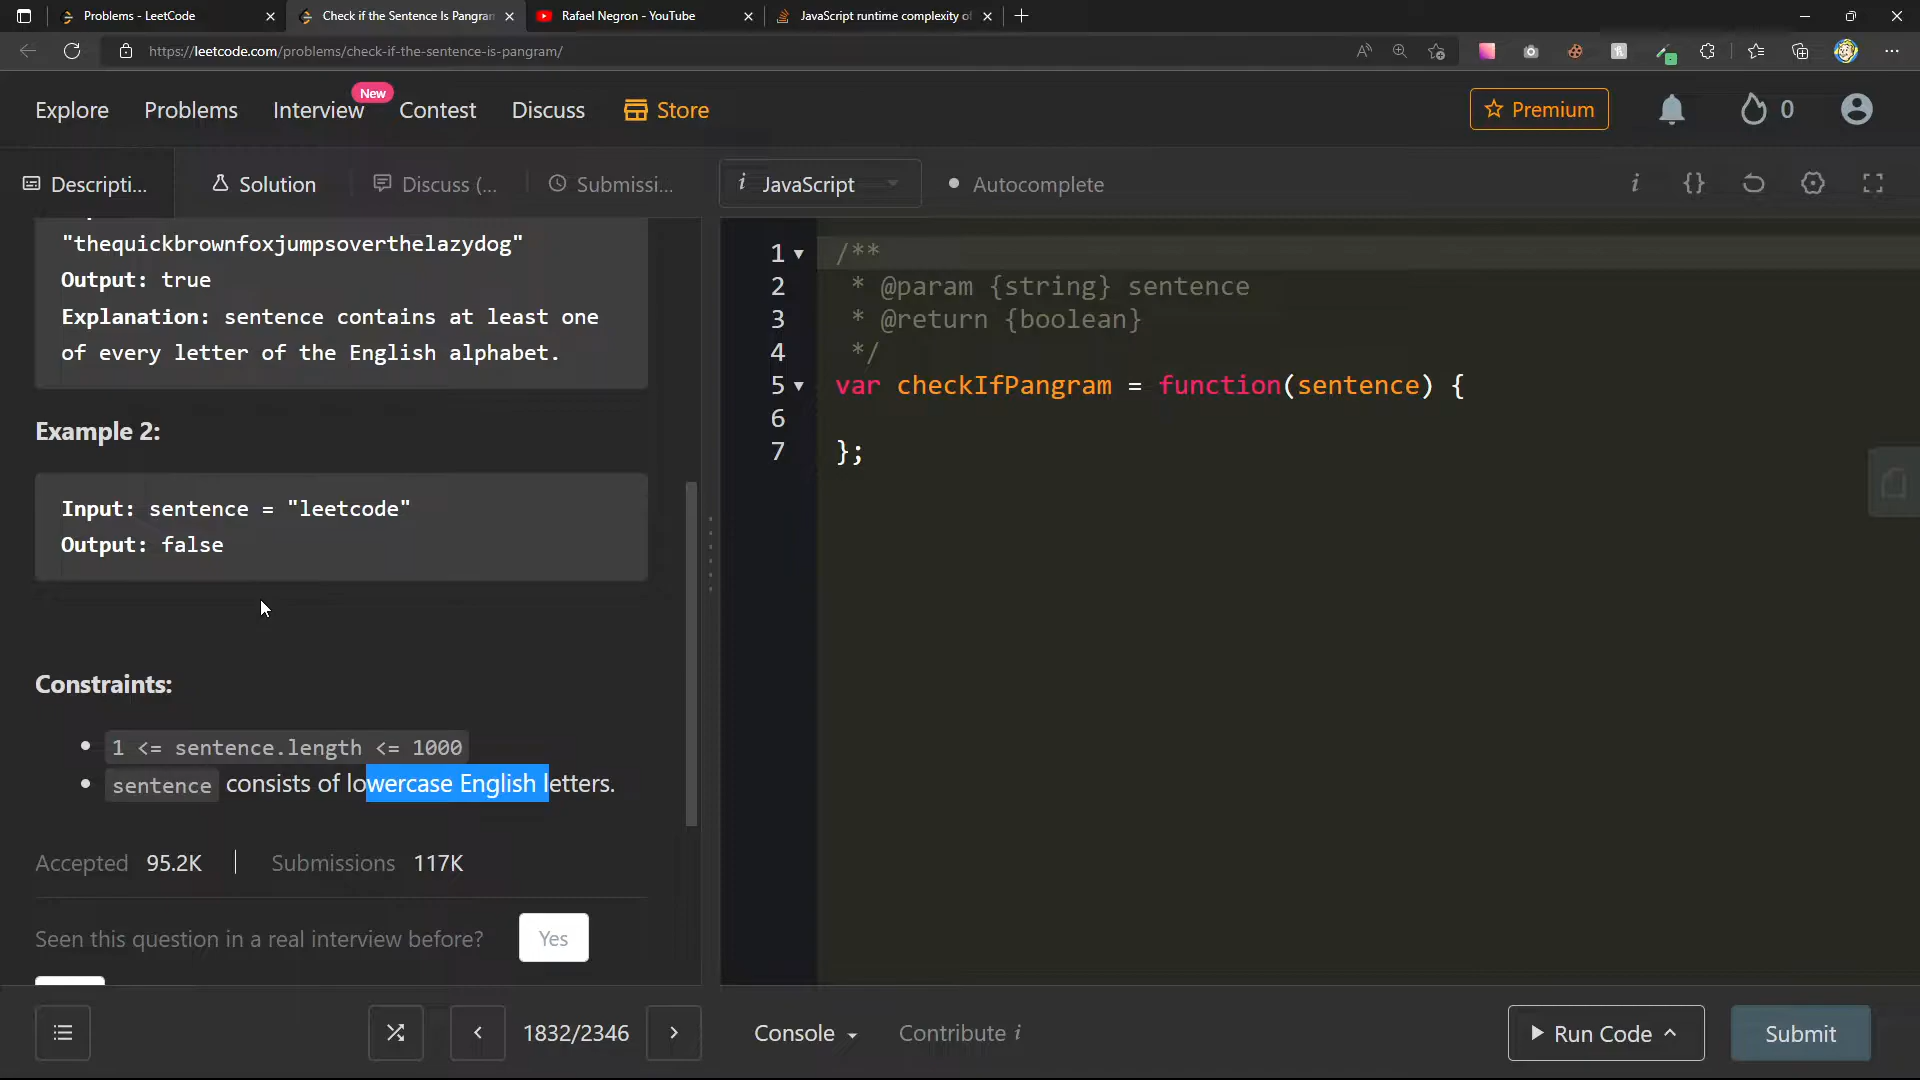 Problems - LeetCode
Check if the Sentence Is Pangram
Rafael Negron - YouTube
JavaScript runtime complexity of
https://leetcode.com/problems/check-if-the-sentence-is-pangram/
Explore
Problems
Interview
New
Contest
Discuss
Store
Premium
0
Descripti...
Solution
Discuss (...
Submissi...
i JavaScript
Autocomplete
"thequickbrownfoxjumpsoverthelazydog"
Output: true
Explanation: sentence contains at least one
of every letter of the English alphabet.
Example 2:
Input: sentence = "leetcode"
Output: false
Constraints:
1 <= sentence.length <= 1000
sentence consists of lowercase English letters.
Accepted 95.2K | Submissions 117K
Seen this question in a real interview before? Yes
1 /**
2 * @param {string} sentence
3 * @return {boolean}
4 */
5 var checkIfPangram = function(sentence) {
6
7 };
1832/2346
Console
Contribute i
Run Code
Submit